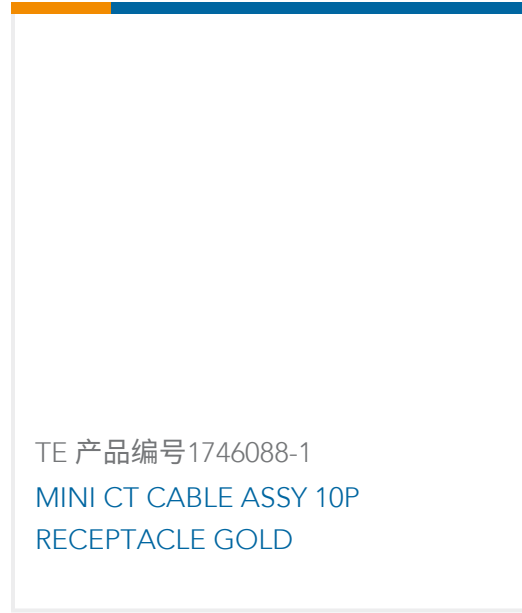 TE 产品编号1746088-1
MINI CT CABLE ASSY 10P
RECEPTACLE GOLD